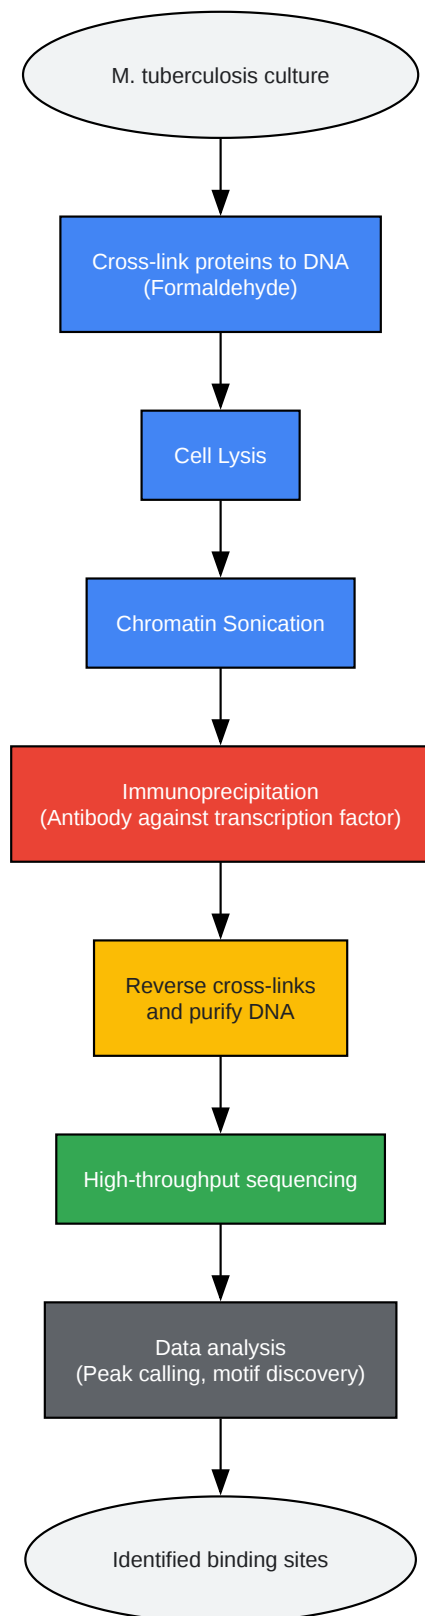 M. tuberculosis culture
Cross-link proteins to DNA
(Formaldehyde)
Cell Lysis
Chromatin Sonication
Immunoprecipitation
(Antibody against transcription factor)
Reverse cross-links
and purify DNA
High-throughput sequencing
Data analysis
(Peak calling, motif discovery)
Identified binding sites